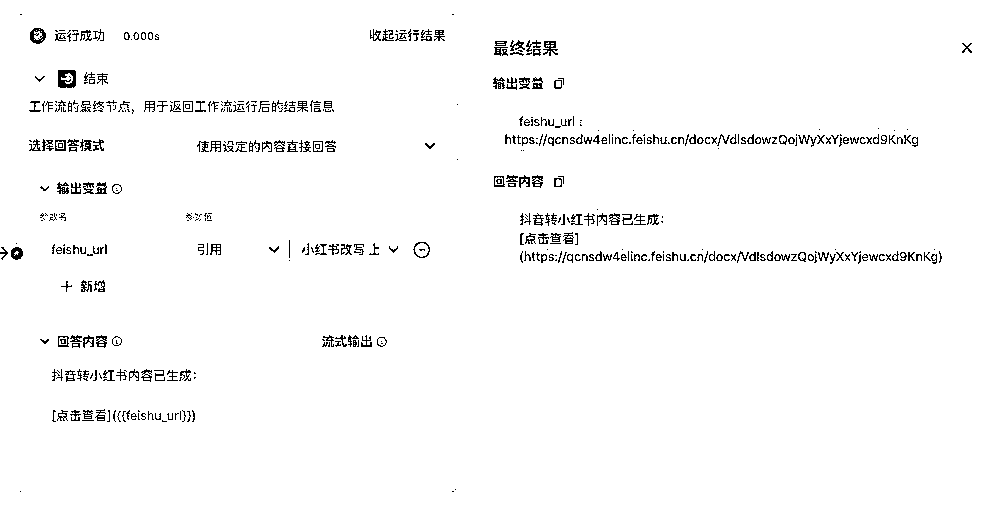 运行成功 0.000s 收起运行结果
结束
工作流的最终节点，用于返回工作流运行后的结果信息
选择回答模式 使用设定的内容直接回答
输出变量
参数名 参数值
feishu_url 引用 小红书改写 上
新增
回答内容 流式输出
抖音转小红书内容已生成：
[点击查看]({{feishu_url}})
最终结果
输出变量
feishu_url：
https://qcnsdw4elinc.feishu.cn/docx/VdlsdowzQojWyXxYjewcxd9KnKg
回答内容
抖音转小红书内容已生成：
[点击查看]
(https://qcnsdw4elinc.feishu.cn/docx/VdlsdowzQojWyXxYjewcxd9KnKg)